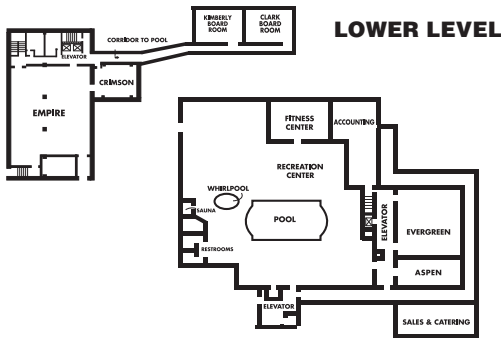 LOWER LEVEL
KIMBERLY
BOARD
ROOM
CLARK
BOARD
ROOM
CORRIDOR TO POOL
ELEVATOR
CRIMSON
EMPIRE
FITNESS
CENTER
ACCOUNTING
RECREATION
CENTER
WHIRLPOOL
SAUNA
POOL
ELEVATOR
EVERGREEN
RESTROOMS
ASPEN
ELEVATOR
SALES & CATERING